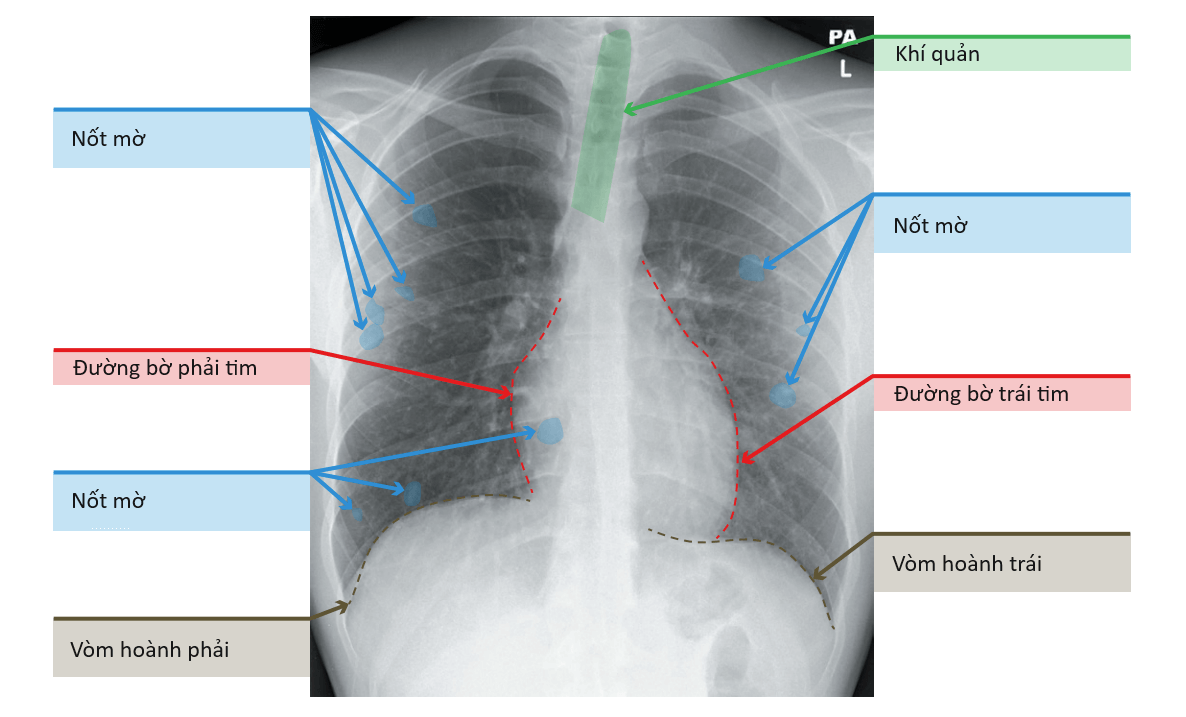 PA
L
Khí quản
Nốt mờ
Nốt mờ
Đường bờ phải tim
Đường bờ trái tim
Nốt mờ
Vòm hoành trái
Vòm hoành phải